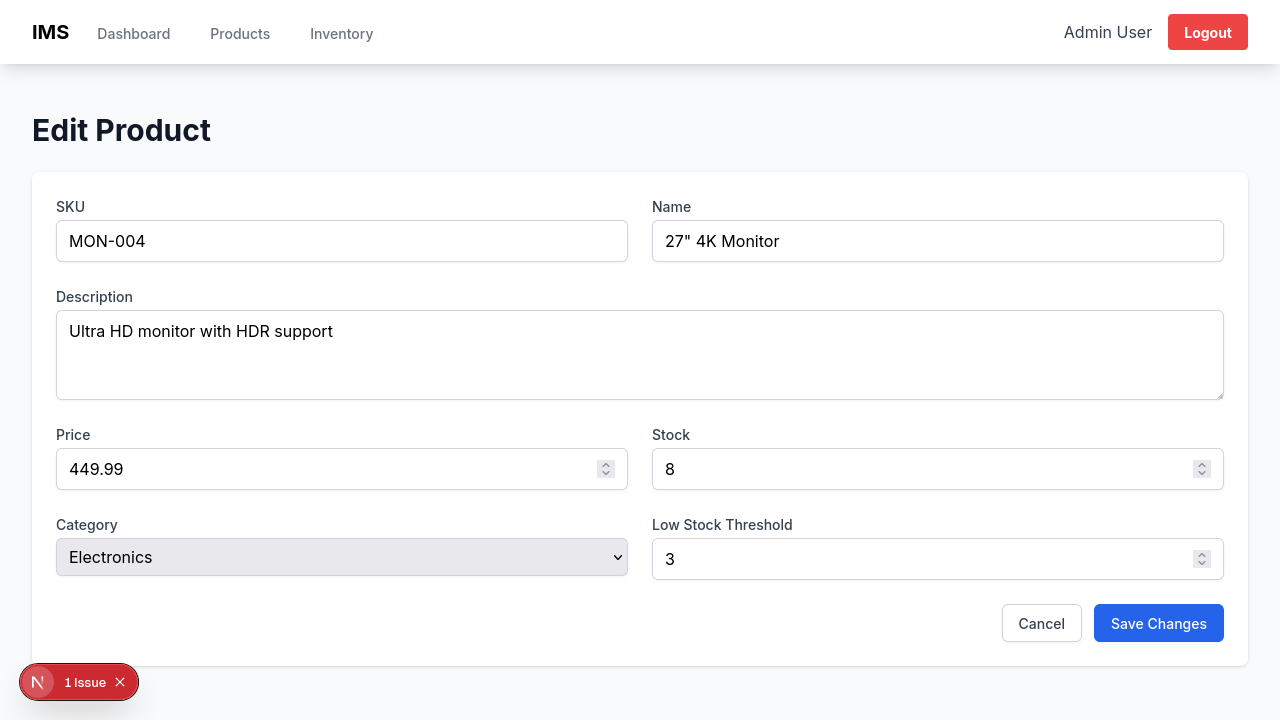 IMS Dashboard Products Inventory Admin User Logout
Edit Product
SKU Name
MON-004 27" 4K Monitor
Description
Ultra HD monitor with HDR support
Price Stock
449.99 8
Category Low Stock Threshold
Electronics 3
Cancel Save Changes
N 1 Issue